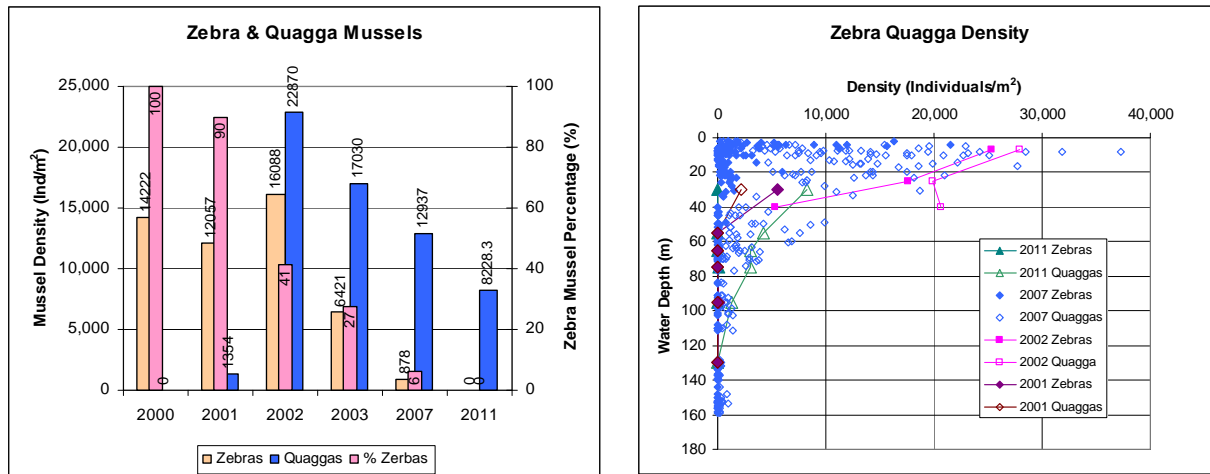 Zebra & Quagga Mussels
Mussel Density (Ind/m²)
25,000
20,000
15,000
10,000
5,000
0
14222
100
0
12057
90
1354
16088
41
22870
6421
27
17030
878
6
12937
0
0
8228.3
100
80
60
40
20
0
Zebra Mussel Percentage (%)
2000 2001 2002 2003 2007 2011
Zebras Quaggas % Zerbas
Zebra Quagga Density
Density (Individuals/m²)
0 10,000 20,000 30,000 40,000
Water Depth (m)
0
20
40
60
80
100
120
140
160
180
2011 Zebras
2011 Quaggas
2007 Zebras
2007 Quaggas
2002 Zebras
2002 Quagga
2001 Zebras
2001 Quaggas